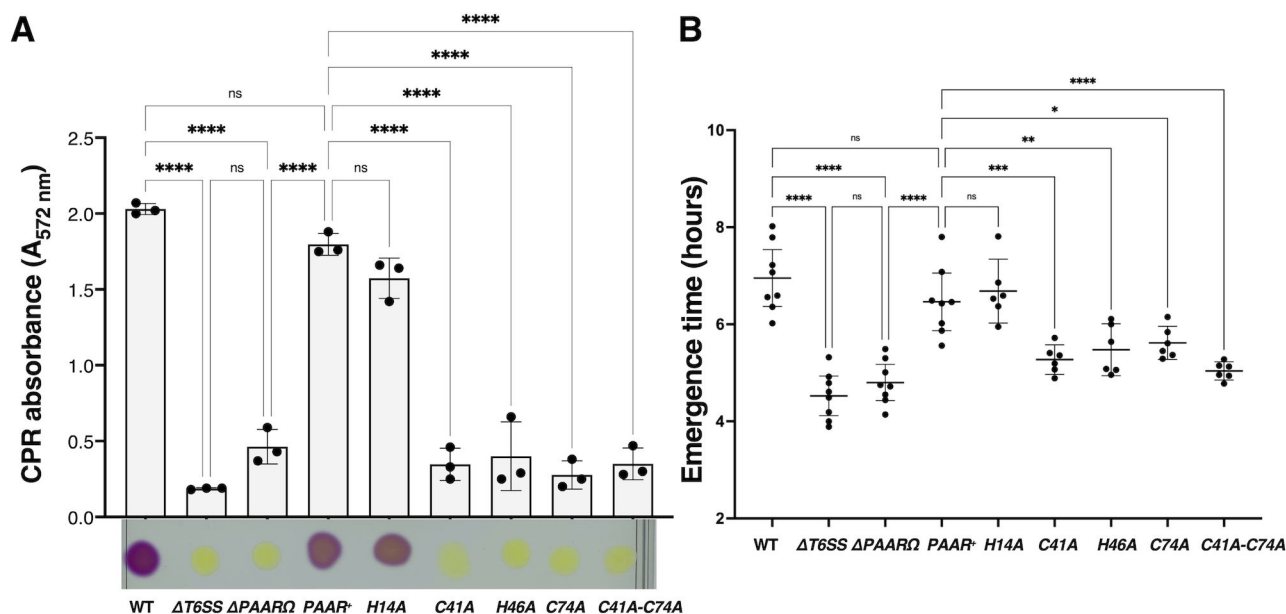 A
****
****
ns
****
****
****
****
ns
****
ns
CPR absorbance (A572 nm)
2.5
2.0
1.5
1.0
0.5
0.0
WT ΔT6SS ΔPAARΩ PAAR+ H14A C41A H46A C74A C41A-C74A
B
****
*
ns
**
****
***
****
ns
****
ns
Emergence time (hours)
10
8
6
4
2
WT ΔT6SS ΔPAARΩ PAAR+ H14A C41A H46A C74A C41A-C74A